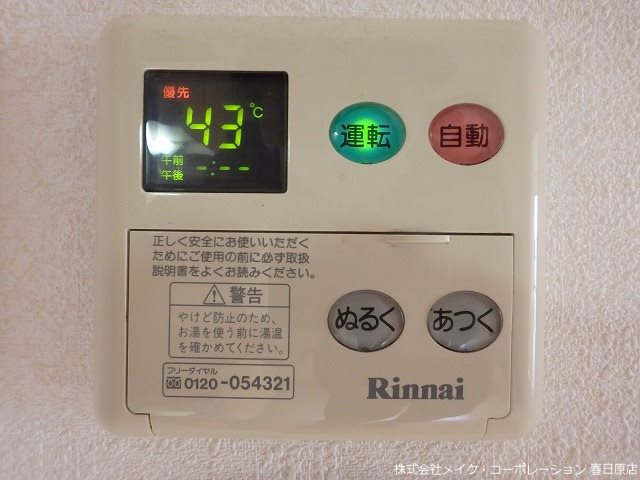 優先
43℃
午前
午後
-:--
運転
自動
正しく安全にお使いいただく
ためにご使用の前に必ず取扱
説明書をよくお読みください。
警告
やけど防止のため、
お湯を使う前に湯温
を確かめてください。
フリーダイヤル
0120-054321
ぬるく
あつく
Rinnai
株式会社メイク・コーポレーション 春日原店